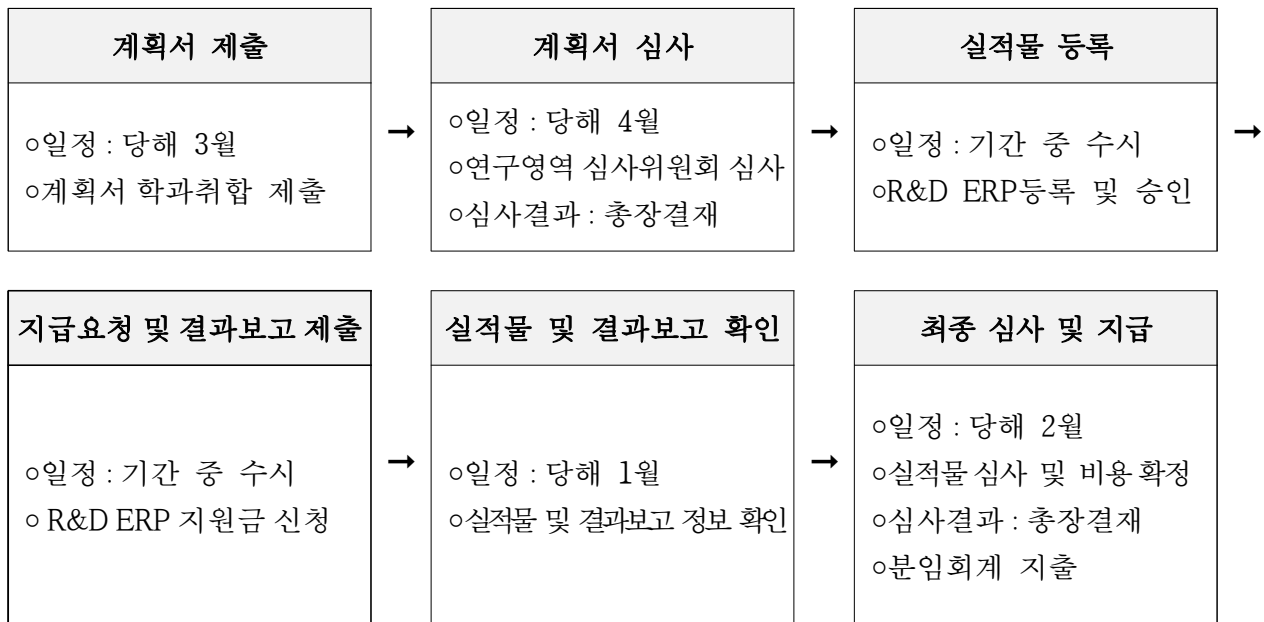 계획서 제출
○일정 : 당해 3월
○계획서 학과취합 제출
→
계획서 심사
○일정 : 당해 4월
○연구영역 심사위원회 심사
○심사결과 : 총장결재
→
실적물 등록
○일정 : 기간 중 수시
○R&D ERP등록 및 승인
→
지급요청 및 결과보고 제출
○일정 : 기간 중 수시
○ R&D ERP 지원금 신청
→
실적물 및 결과보고 확인
○일정 : 당해 1월
○실적물 및 결과보고 정보 확인
→
최종 심사 및 지급
○일정 : 당해 2월
○실적물 심사 및 비용 확정
○심사결과 : 총장결재
○분임회계 지출